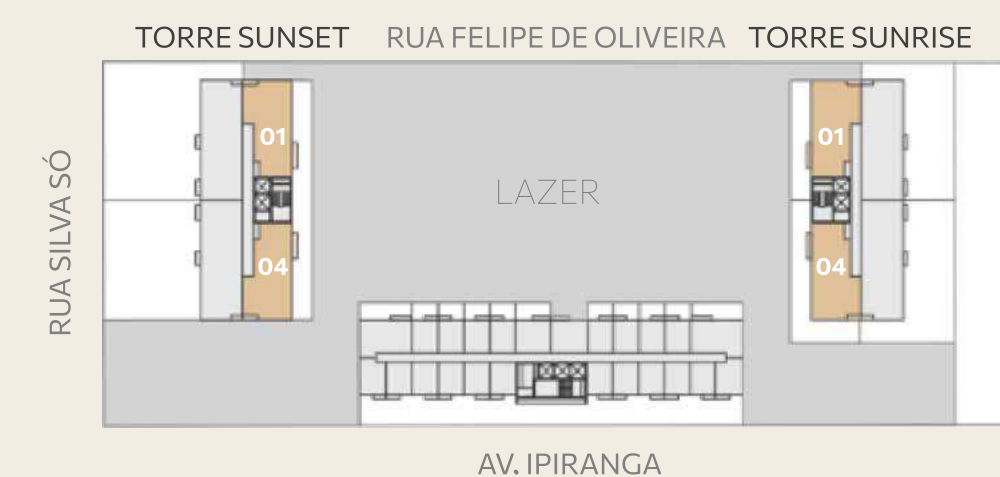 TORRE SUNSET
RUA FELIPE DE OLIVEIRA
TORRE SUNRISE
RUA SILVA SÓ
01
01
LAZER
04
04
AV. IPIRANGA